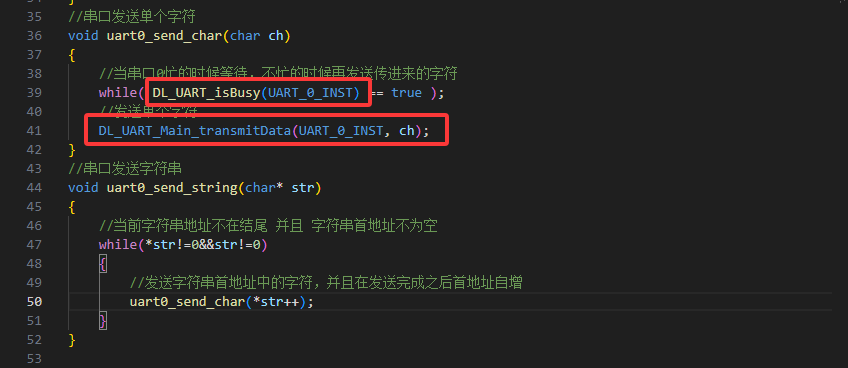 35 //串口发送单个字符
36 void uart0_send_char(char ch)
37 {
38 //当串口0忙的时候等待，不忙的时候再发送传进来的字符
39 while( DL_UART_isBusy(UART_0_INST) == true );
40 //发送单个字符
41 DL_UART_Main_transmitData(UART_0_INST, ch);
42 }
43 //串口发送字符串
44 void uart0_send_string(char* str)
45 {
46 //当前字符串地址不在结尾 并且 字符串首地址不为空
47 while(*str!=0&&str!=0)
48 {
49 //发送字符串首地址中的字符，并且在发送完成之后首地址自增
50 uart0_send_char(*str++);
51 }
52 }
53